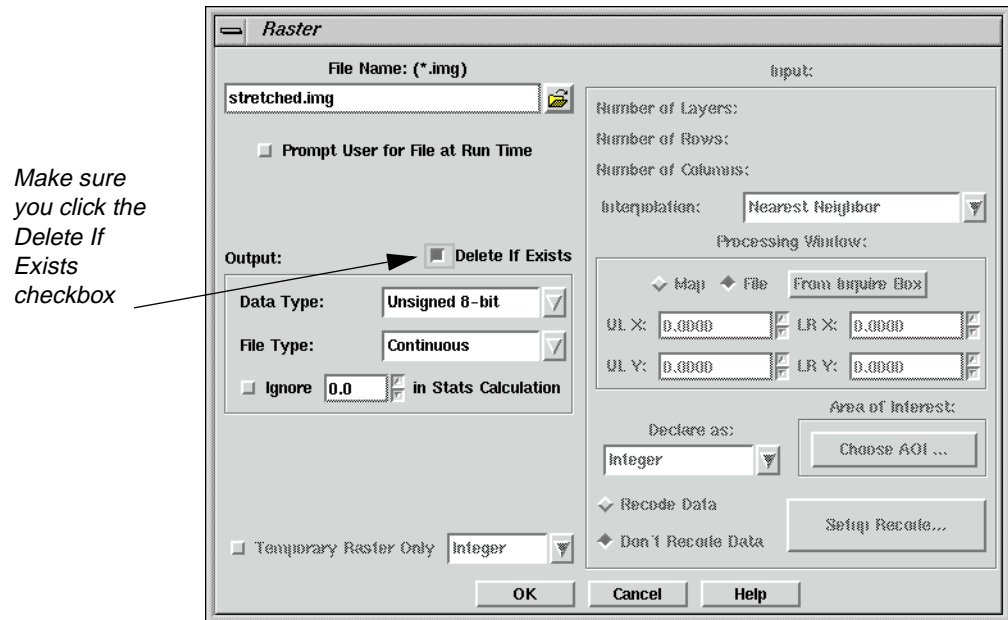 Make sure
you click the
Delete If
Exists
checkbox
Raster
File Name: (*.img)
stretched.img
Prompt User for File at Run Time
Output:
Delete If Exists
Data Type: Unsigned 8-bit
File Type: Continuous
Ignore 0.0 in Stats Calculation
Temporary Raster Only Integer
Input:
Number of Layers:
Number of Rows:
Number of Columns:
Interpolation: Nearest Neighbor
Processing Window:
Map File From Inquire Box
UL X: 0.0000 LR X: 0.0000
UL Y: 0.0000 LR Y: 0.0000
Area of Interest:
Declare as:
Integer
Choose AOI ...
Recode Data
Don't Recode Data
Setup Recode...
OK Cancel Help